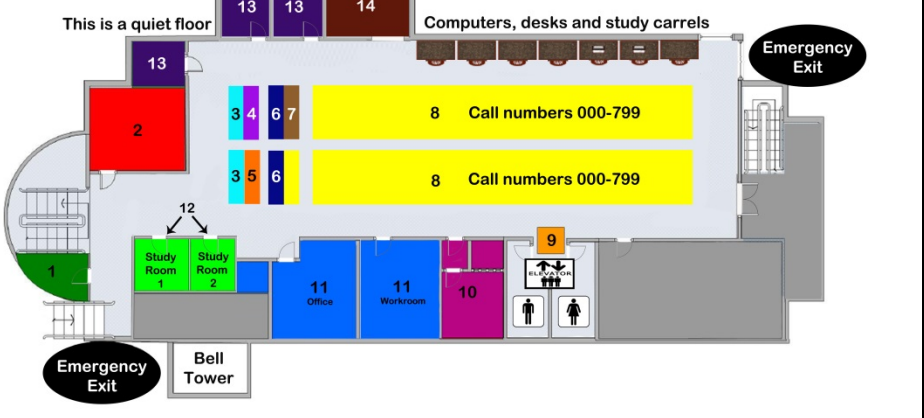 13 13 14
This is a quiet floor
Computers, desks and study carrels
Emergency
Exit
13
3 4 6 7
8 Call numbers 000-799
2
3 5 6
8 Call numbers 000-799
12
Study
Room
1
Study
Room
2
9
ELEVATOR
1
11
Office
11
Workroom
10
Emergency
Exit
Bell
Tower